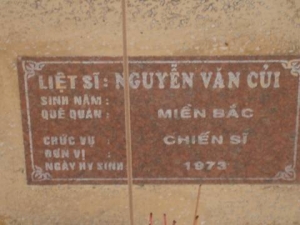 LIỆT SĨ: NGUYỄN VĂN CỦI
SINH NĂM :
QUÊ QUÁN : MIỀN BẮC
CHỨC VỤ : CHIẾN SĨ
ĐƠN VỊ :
NGÀY HY SINH 1973